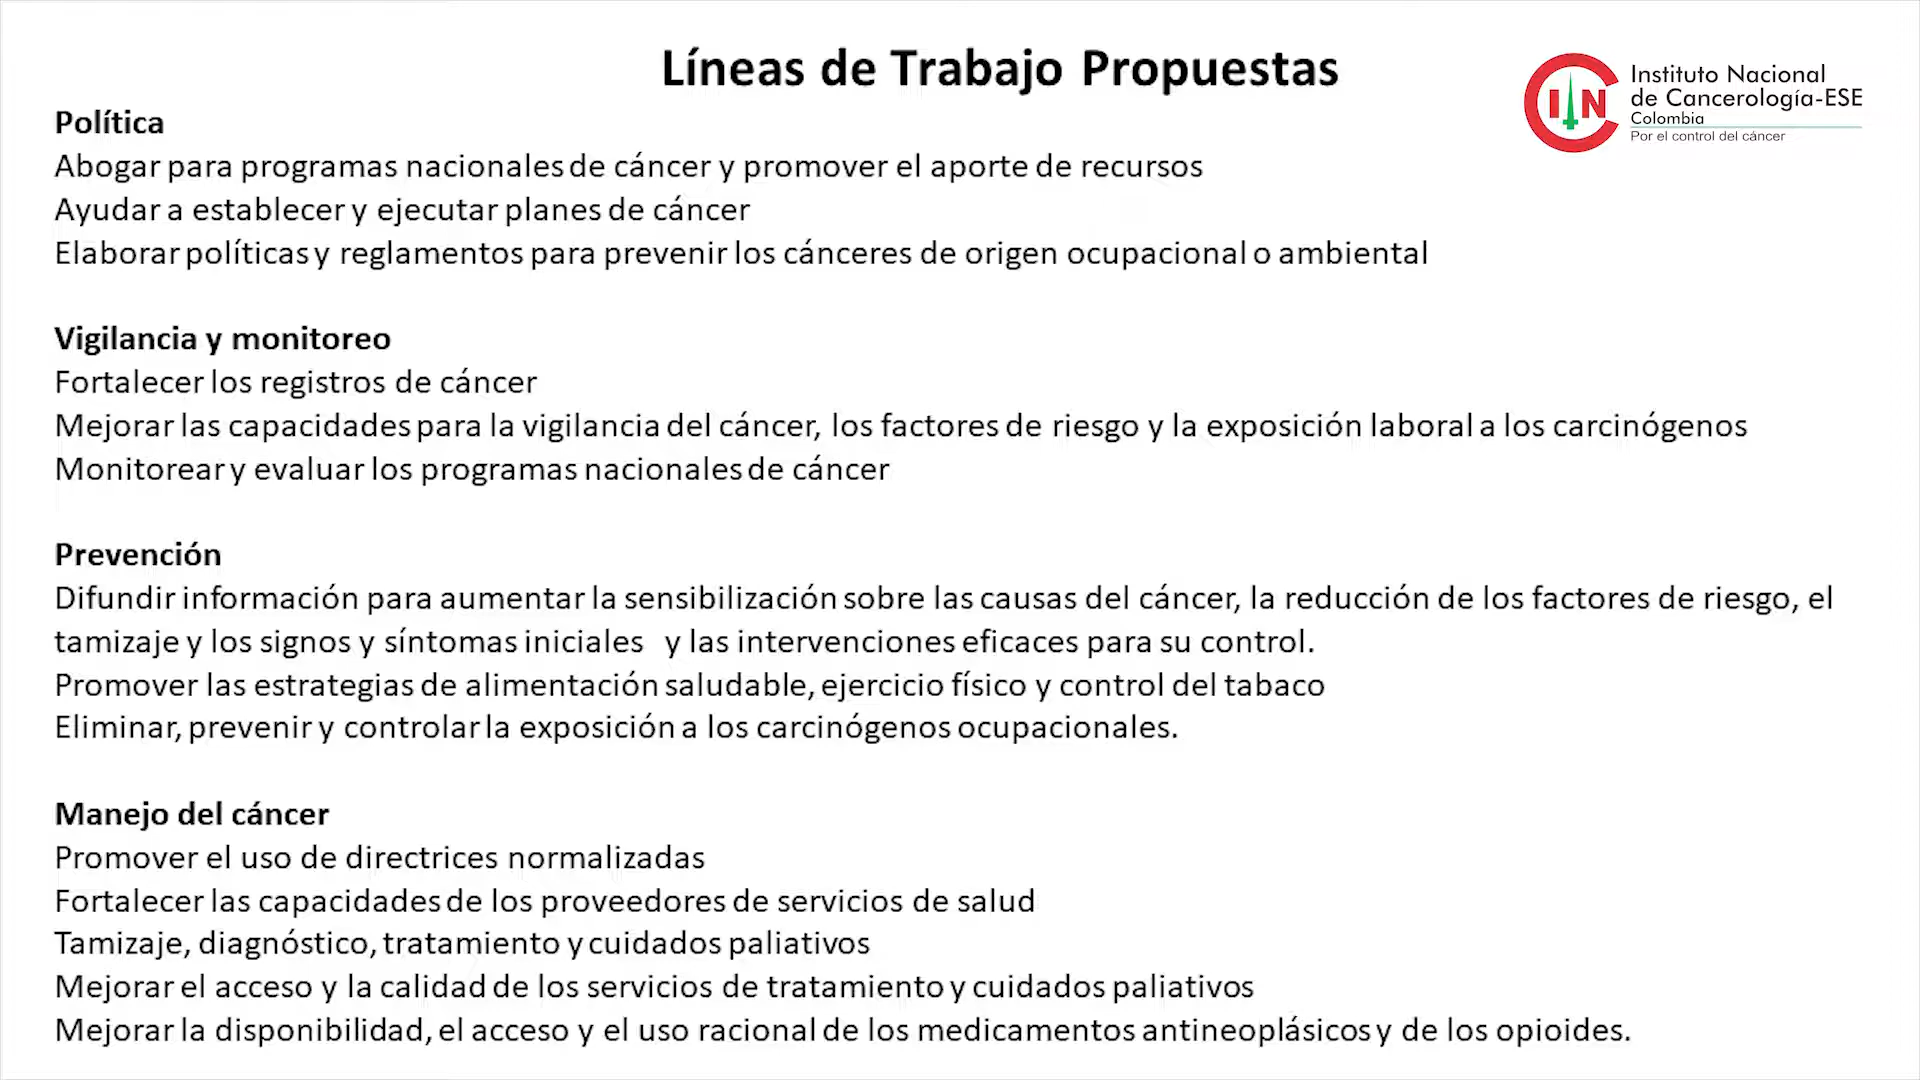 Líneas de Trabajo Propuestas
CIN
Instituto Nacional
de Cancerología-ESE
Colombia
Por el control del cáncer
Política
Abogar para programas nacionales de cáncer y promover el aporte de recursos
Ayudar a establecer y ejecutar planes de cáncer
Elaborar políticas y reglamentos para prevenir los cánceres de origen ocupacional o ambiental
Vigilancia y monitoreo
Fortalecer los registros de cáncer
Mejorar las capacidades para la vigilancia del cáncer, los factores de riesgo y la exposición laboral a los carcinógenos
Monitorear y evaluar los programas nacionales de cáncer
Prevención
Difundir información para aumentar la sensibilización sobre las causas del cáncer, la reducción de los factores de riesgo, el
tamizaje y los signos y síntomas iniciales y las intervenciones eficaces para su control.
Promover las estrategias de alimentación saludable, ejercicio físico y control del tabaco
Eliminar, prevenir y controlar la exposición a los carcinógenos ocupacionales.
Manejo del cáncer
Promover el uso de directrices normalizadas
Fortalecer las capacidades de los proveedores de servicios de salud
Tamizaje, diagnóstico, tratamiento y cuidados paliativos
Mejorar el acceso y la calidad de los servicios de tratamiento y cuidados paliativos
Mejorar la disponibilidad, el acceso y el uso racional de los medicamentos antineoplásicos y de los opioides.